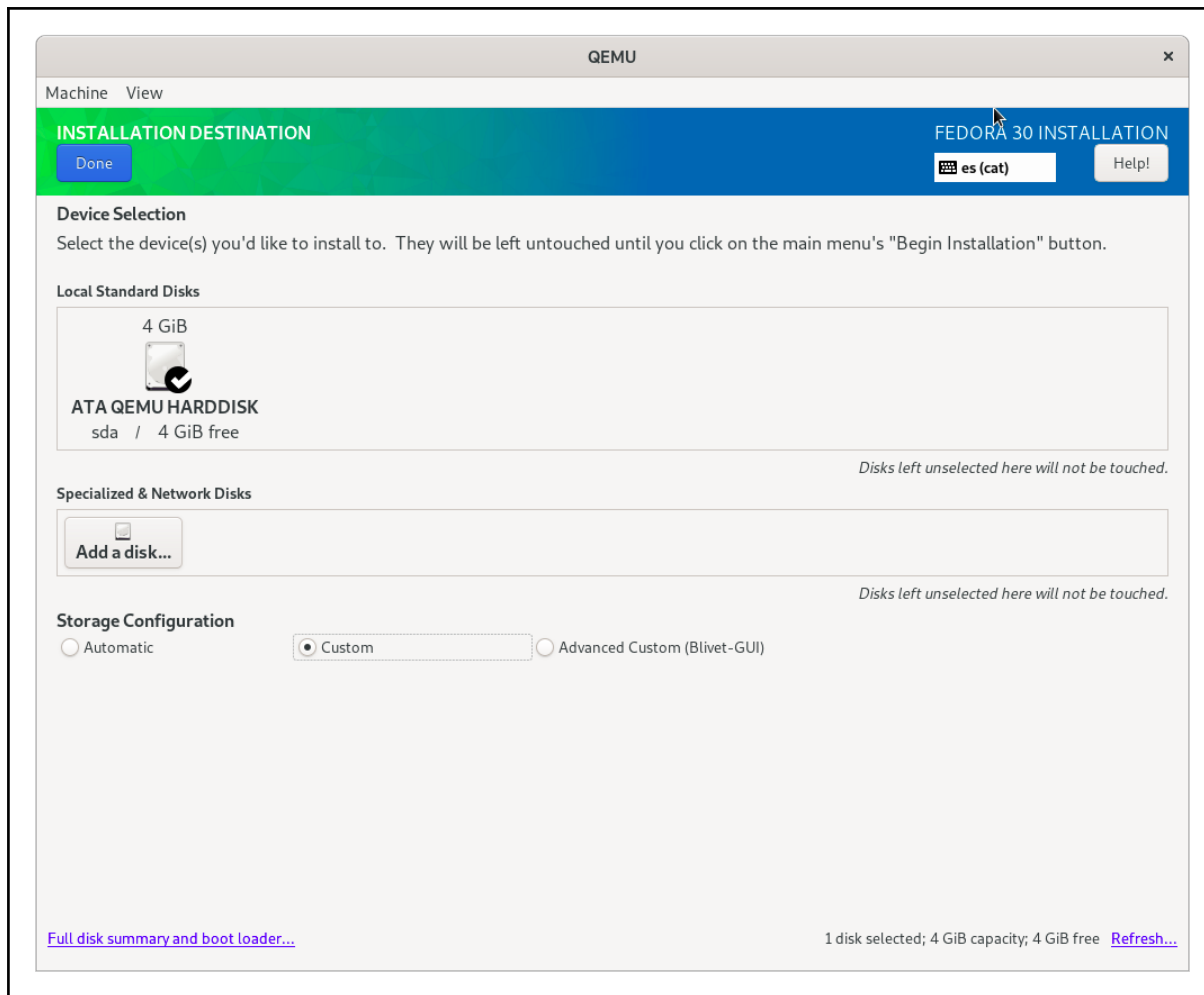 QEMU
Machine View
INSTALLATION DESTINATION
FEDORA 30 INSTALLATION
Done
es (cat)
Help!
Device Selection
Select the device(s) you'd like to install to. They will be left untouched until you click on the main menu's "Begin Installation" button.
Local Standard Disks
4 GiB
ATA QEMU HARDDISK
sda / 4 GiB free
Disks left unselected here will not be touched.
Specialized & Network Disks
Add a disk...
Disks left unselected here will not be touched.
Storage Configuration
Automatic Custom Advanced Custom (Blivet-GUI)
Full disk summary and boot loader... 1 disk selected; 4 GiB capacity; 4 GiB free Refresh...